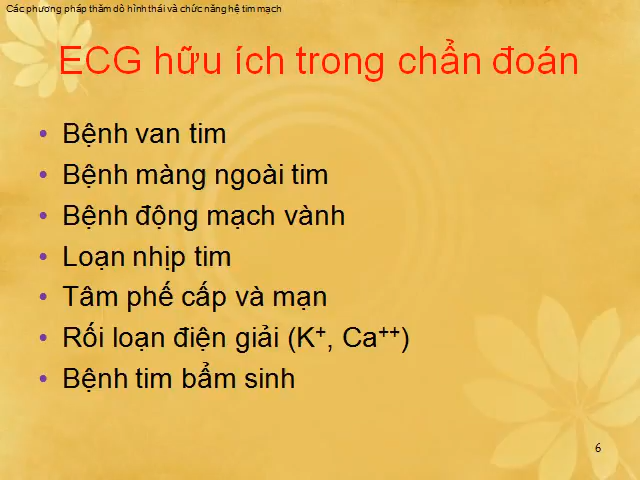 Các phương pháp thăm dò hình thái và chức năng hệ tim mạch
ECG hữu ích trong chẩn đoán
• Bệnh van tim
• Bệnh màng ngoài tim
• Bệnh động mạch vành
• Loạn nhịp tim
• Tâm phế cấp và mạn
• Rối loạn điện giải (K⁺, Ca⁺⁺)
• Bệnh tim bẩm sinh
6